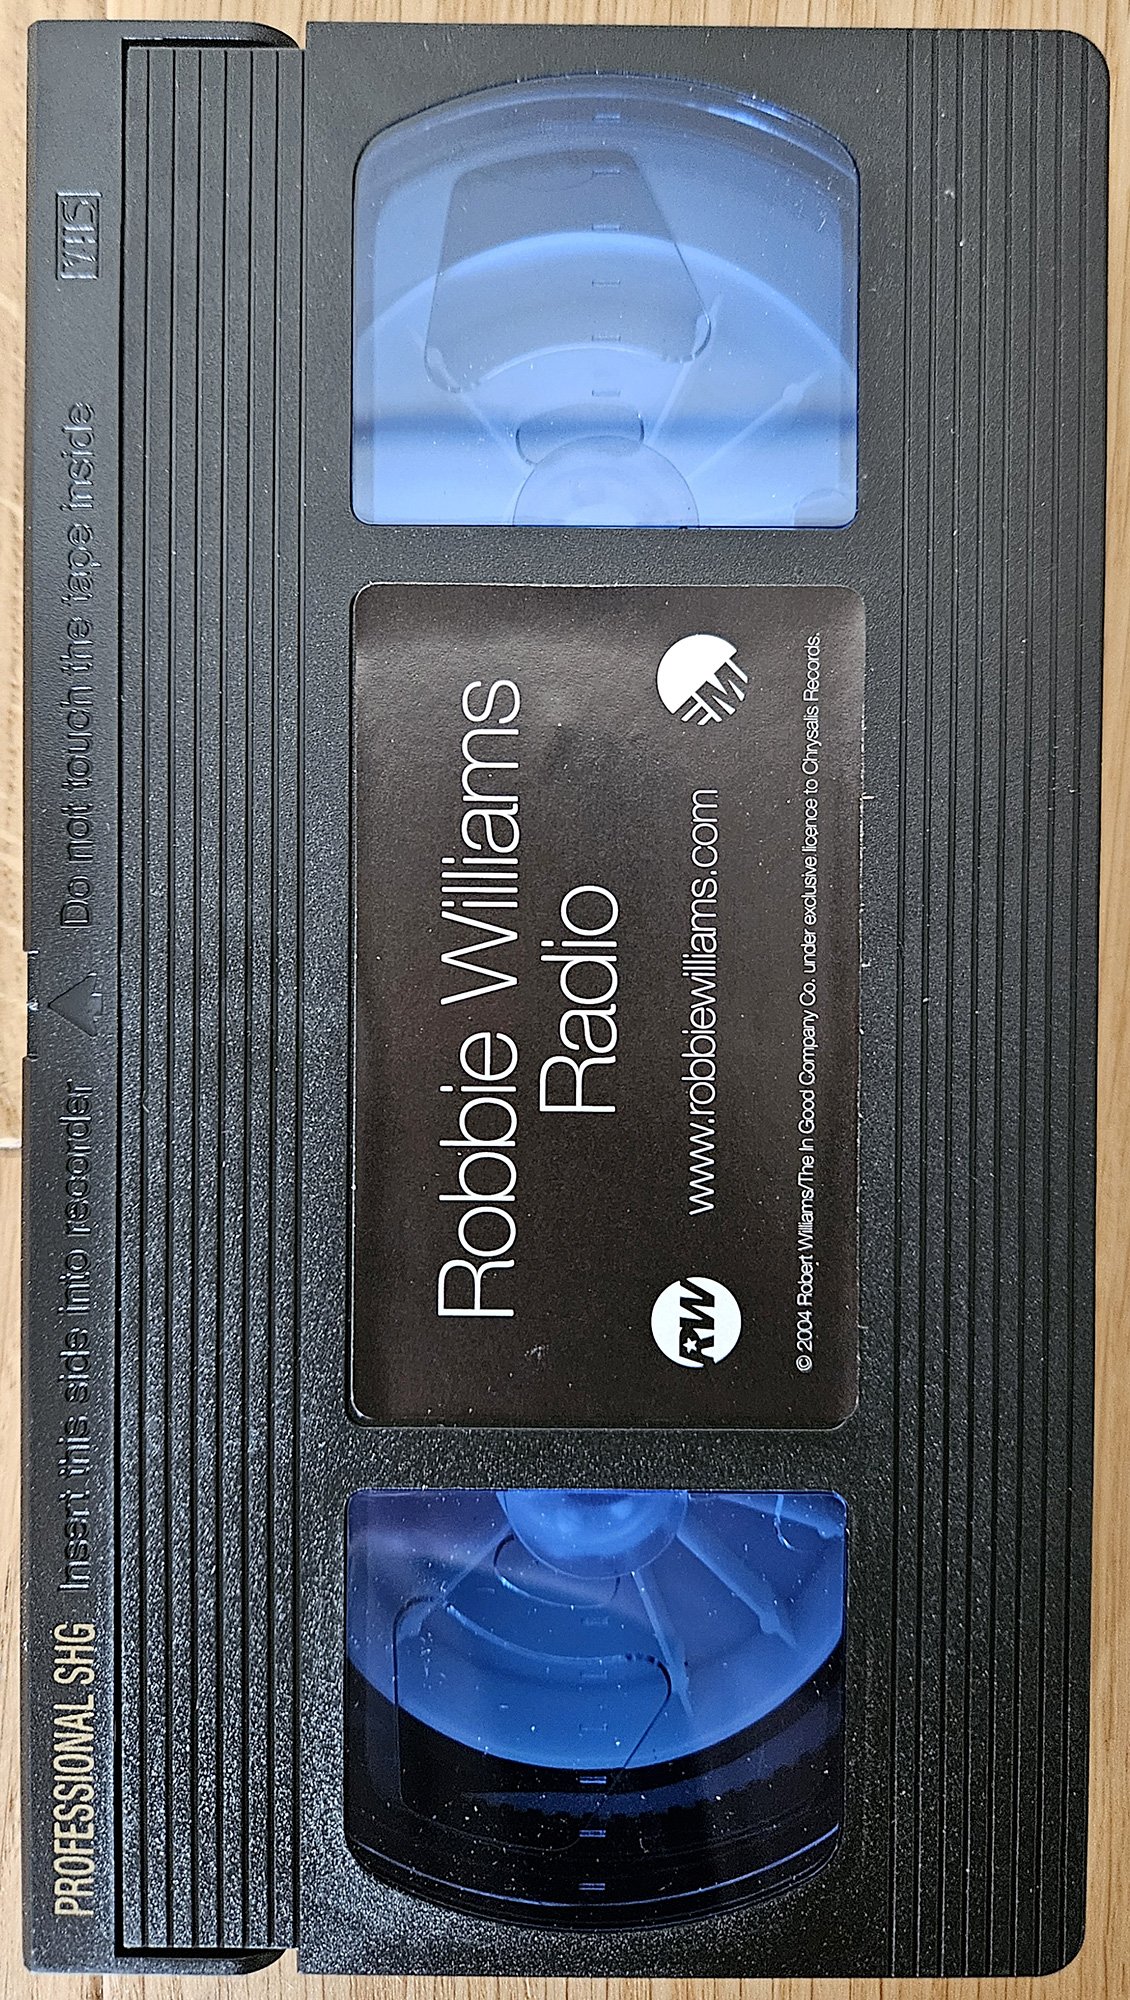 PROFESSIONAL SHG Insert this side into recorder Do not touch the tape inside VHS
Robbie Williams
Radio
RW www.robbiewilliams.com EMI
© 2004 Robert Williams/The In Good Company Co. under exclusive licence to Chrysalis Records.